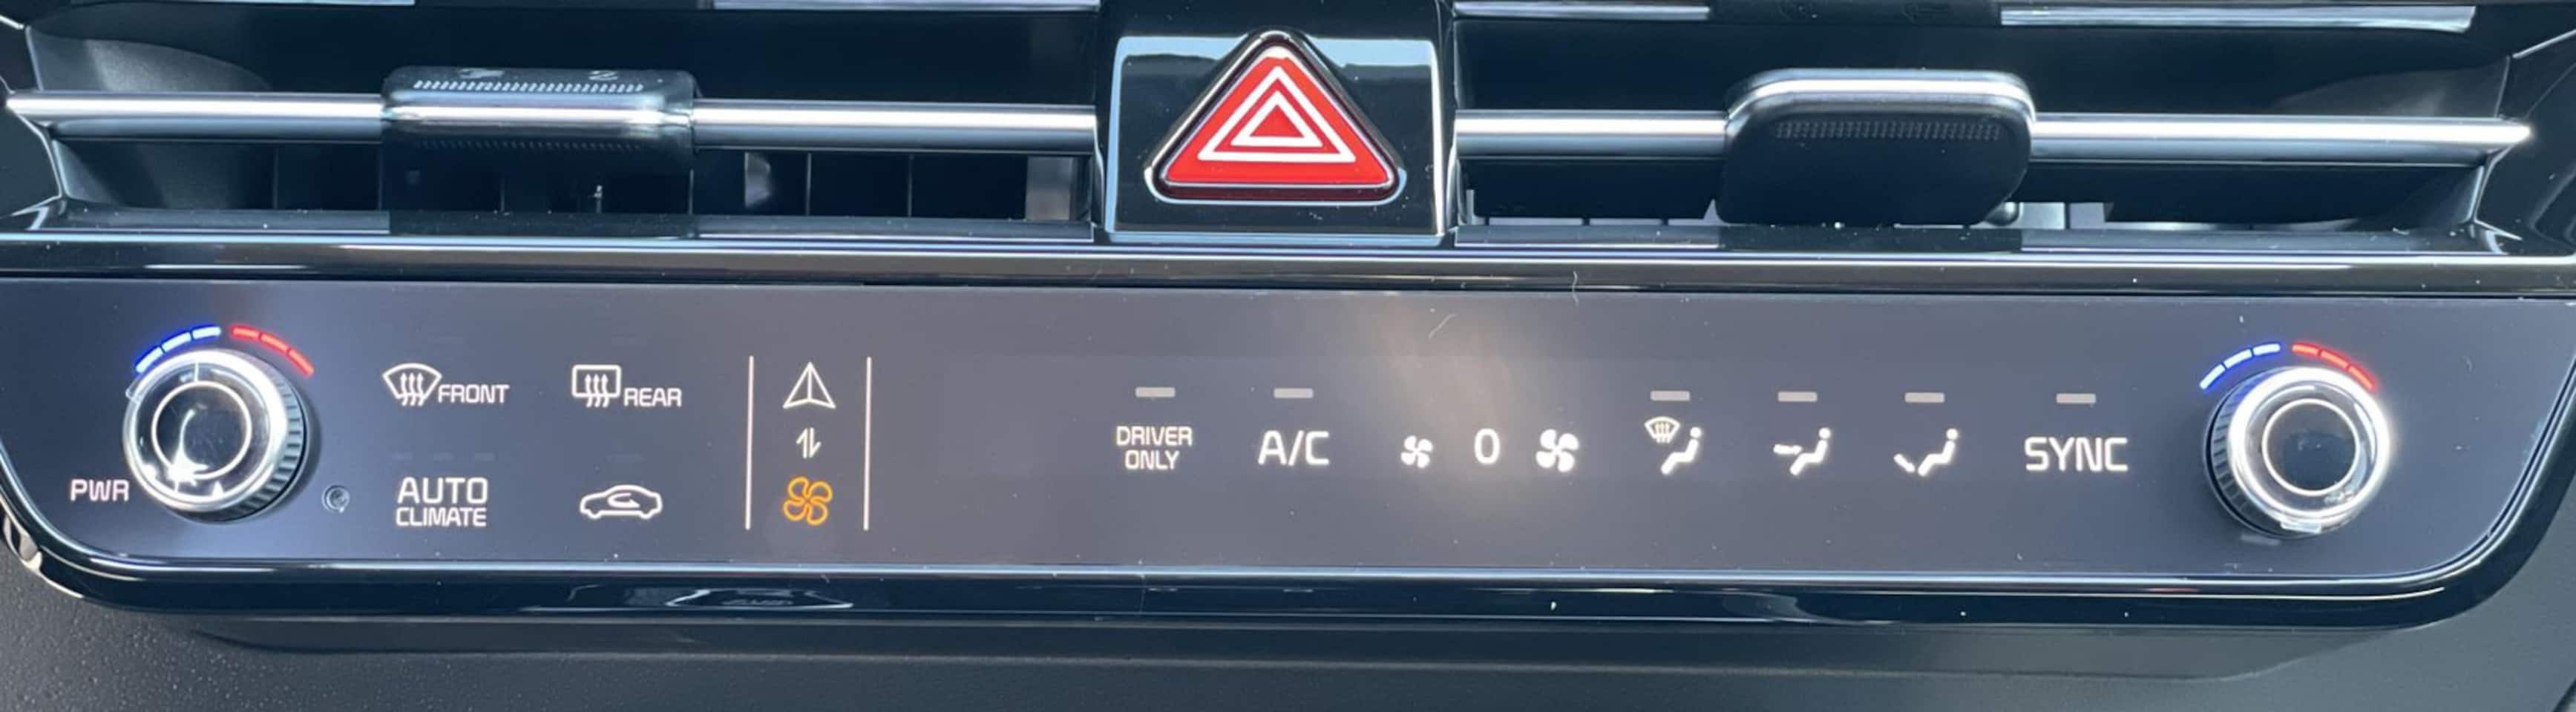 FRONT
REAR
PWR
AUTO
CLIMATE
DRIVER
ONLY
A/C
0
SYNC